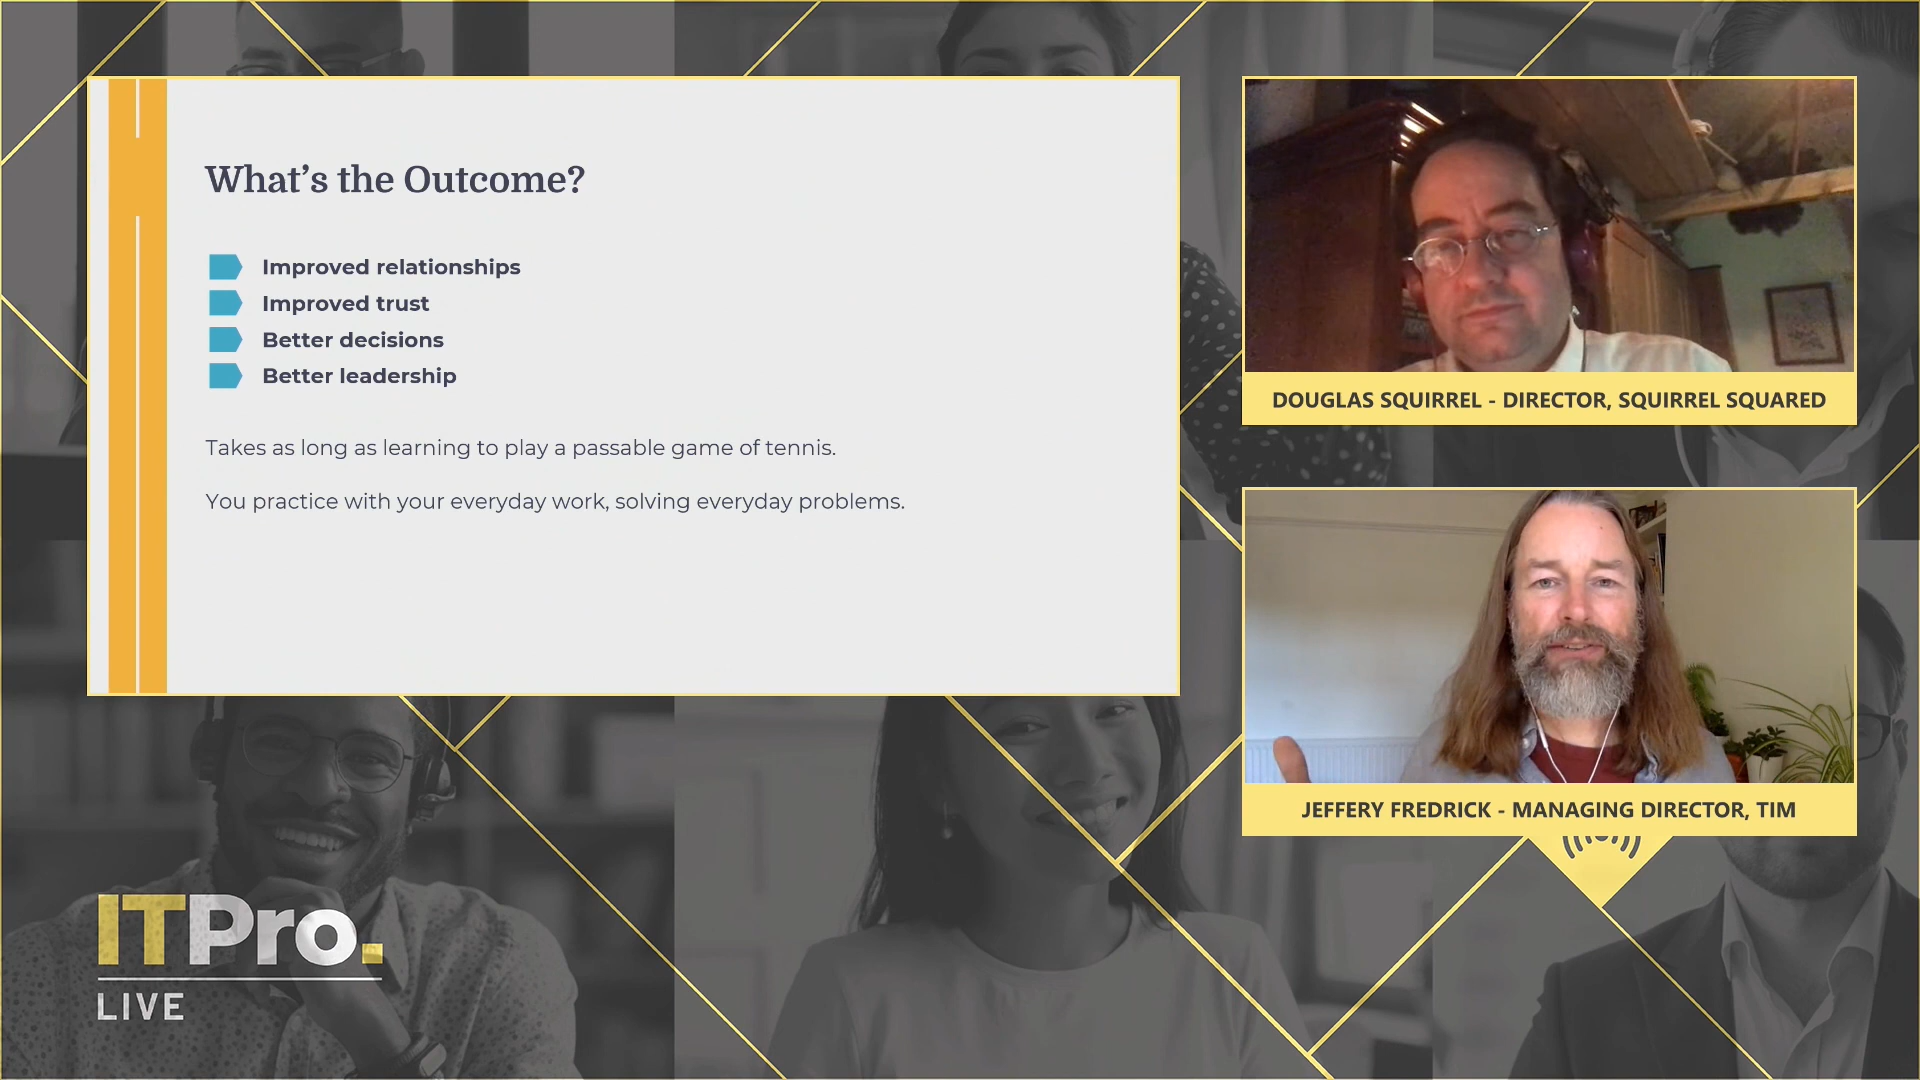 What's the Outcome?
Improved relationships
Improved trust
Better decisions
Better leadership
Takes as long as learning to play a passable game of tennis.
You practice with your everyday work, solving everyday problems.
DOUGLAS SQUIRREL - DIRECTOR, SQUIRREL SQUARED
JEFFERY FREDRICK - MANAGING DIRECTOR, TIM
ITPro.
LIVE